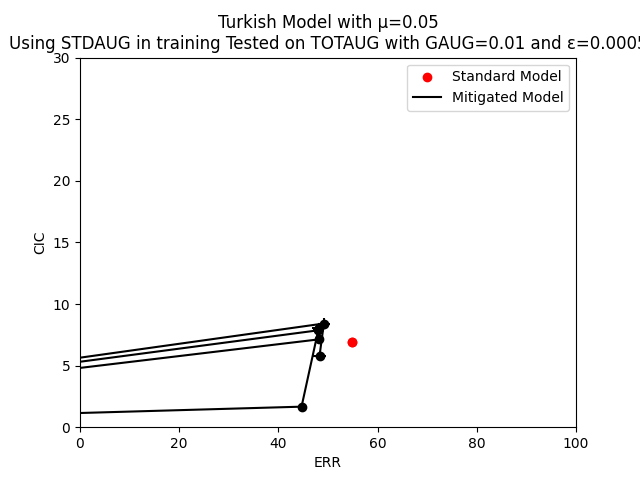 Turkish Model with μ=0.05
Using STDAUG in training Tested on TOTAUG with GAUG=0.01 and ε=0.0005
Standard Model
Mitigated Model
30
25
20
15
10
5
0
CIC
0 20 40 60 80 100
ERR